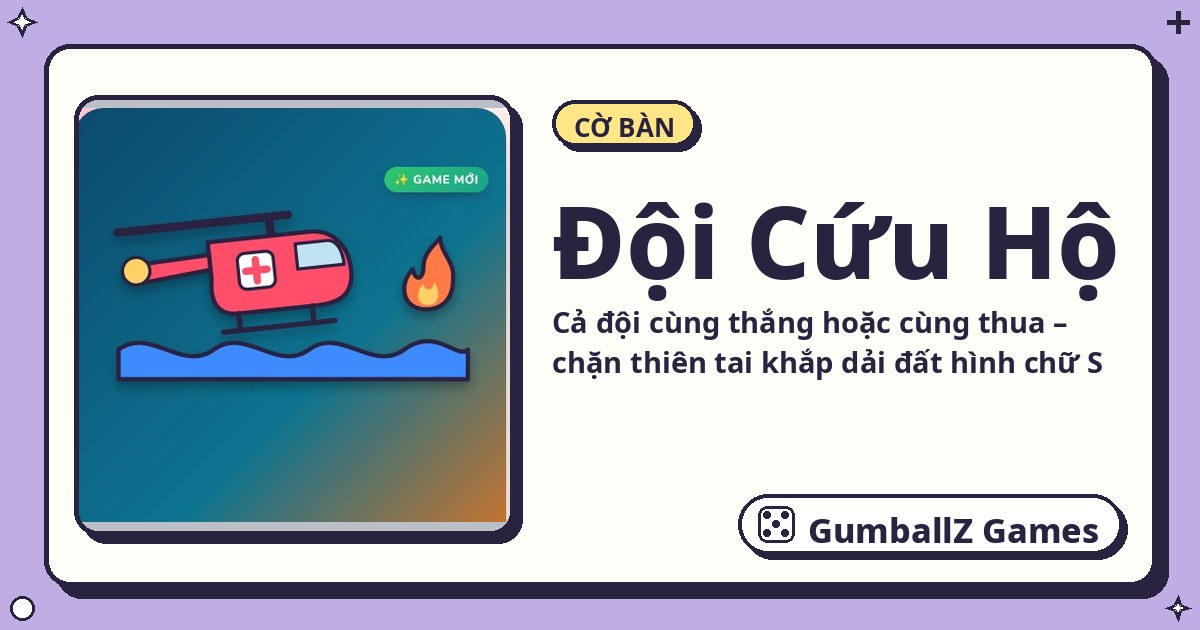 ✨ GAME MỚI
CỜ BÀN
Đội Cứu Hộ
Cả đội cùng thắng hoặc cùng thua –
chặn thiên tai khắp dải đất hình chữ S
GumballZ Games